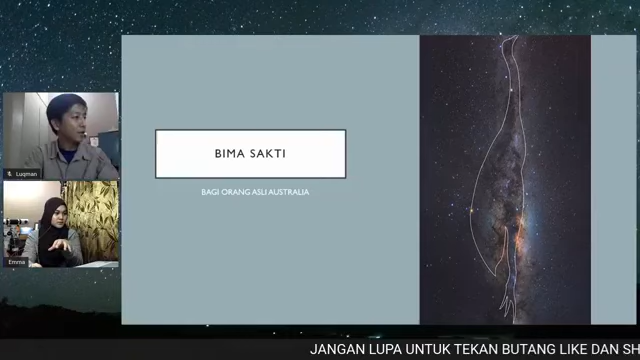 BIMA SAKTI
BAGI ORANG ASLI AUSTRALIA
Luqman
Emma
JANGAN LUPA UNTUK TEKAN BUTANG LIKE DAN SH